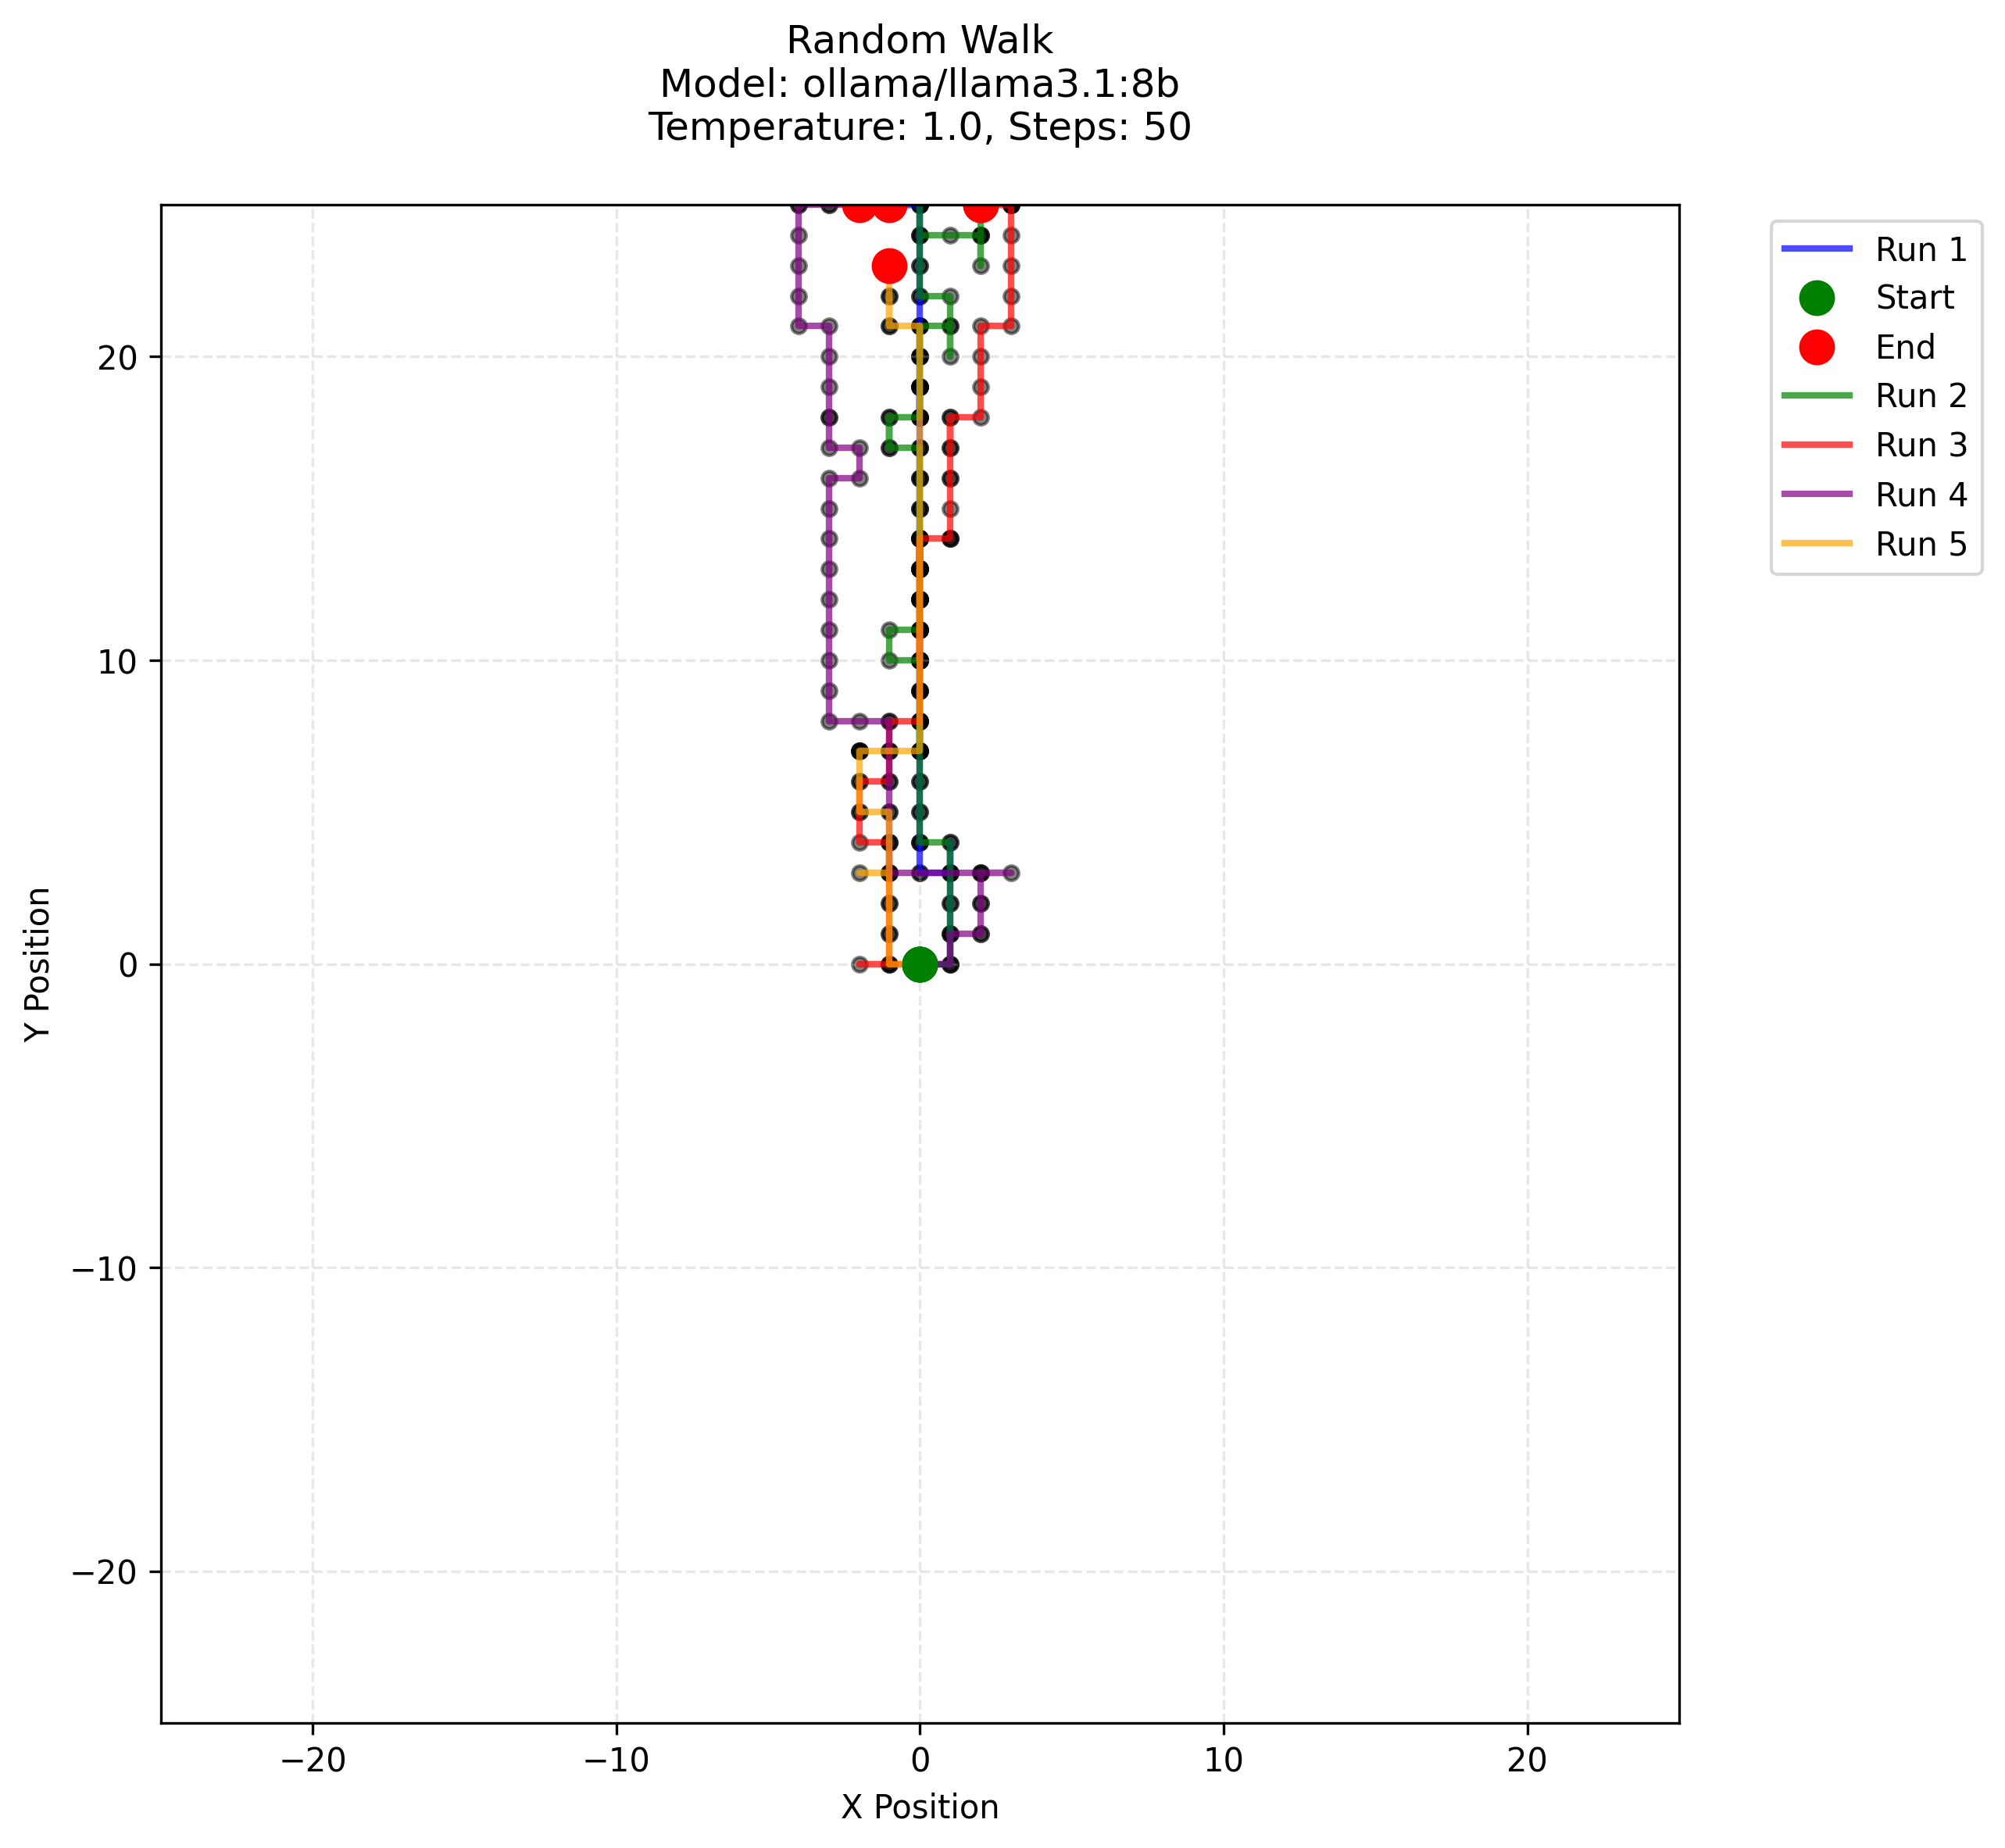 Random Walk
Model: ollama/llama3.1:8b
Temperature: 1.0, Steps: 50
Run 1
Start
End
Run 2
Run 3
Run 4
Run 5
20
10
0
−10
−20
Y Position
−20
−10
0
10
20
X Position